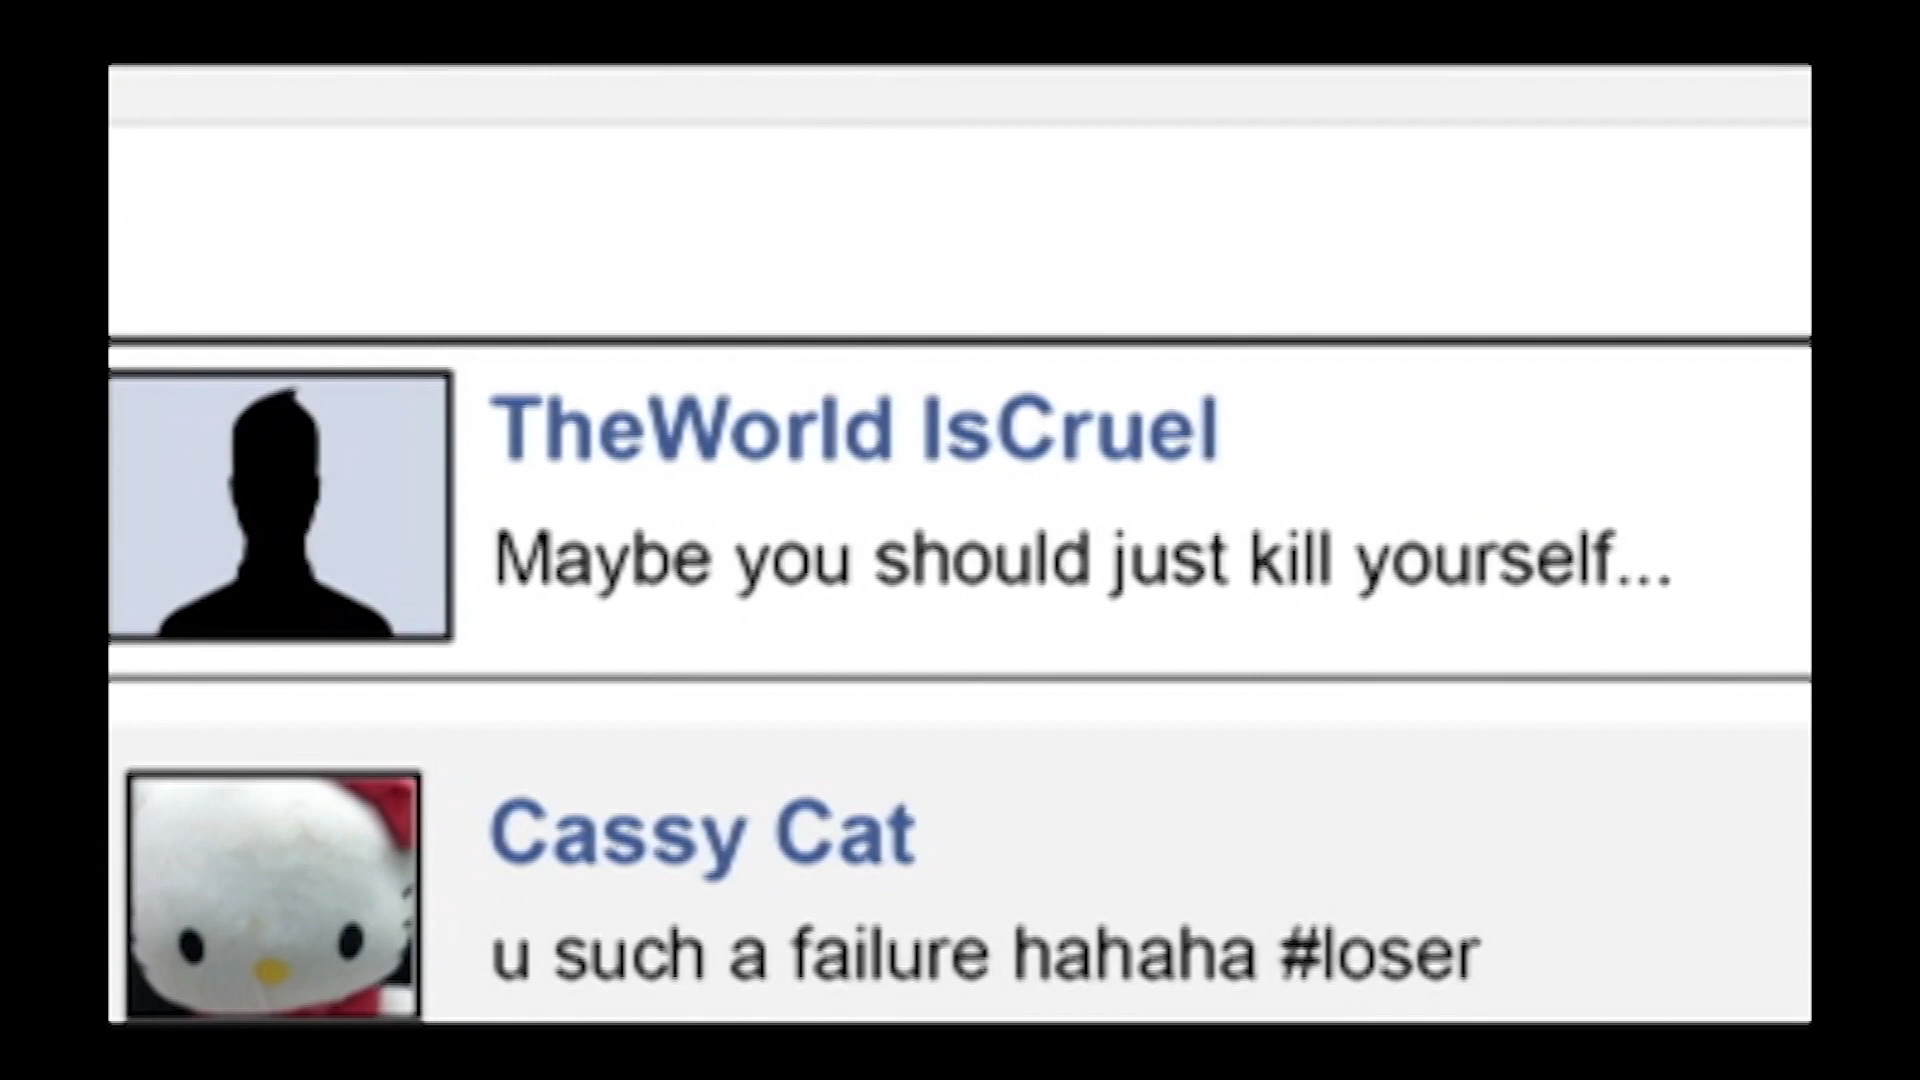 TheWorld IsCruel
Maybe you should just kill yourself...
Cassy Cat
u such a failure hahaha #loser